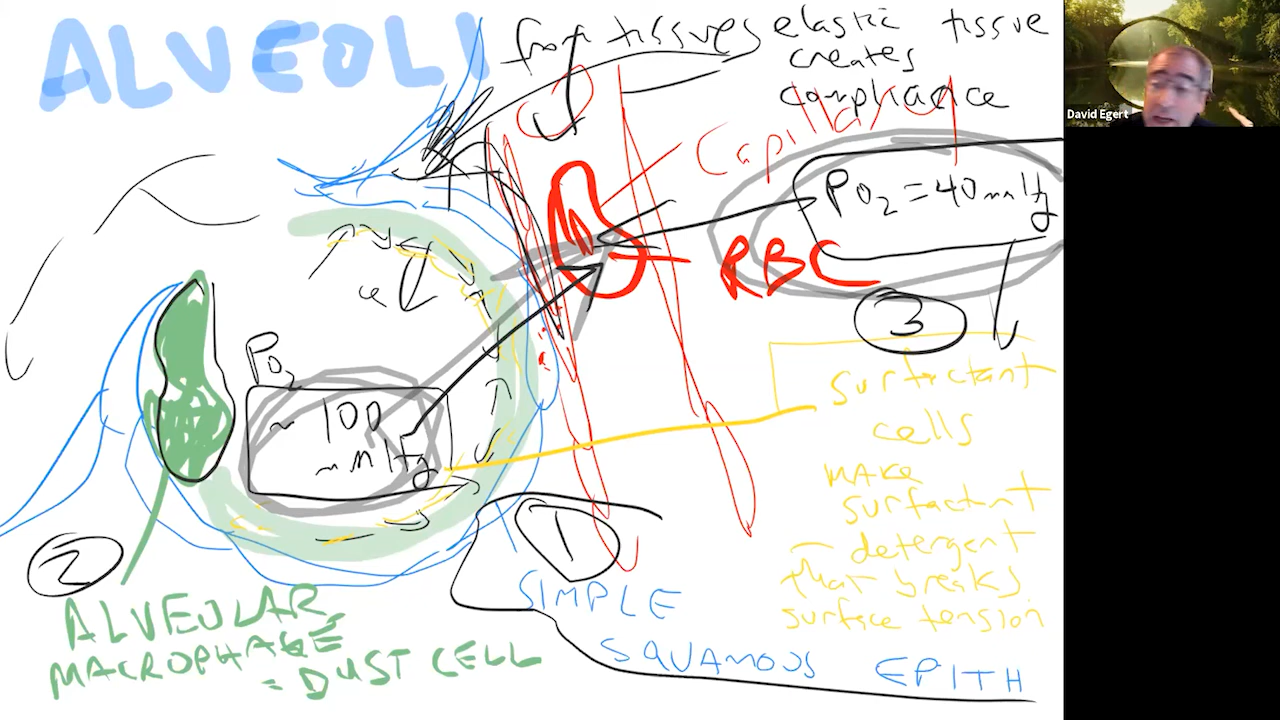 ALVEOLI
from tissues
elastic tissue
creates
compliance
David Egert
Capillary
PO2 = 40 mmHg
RBC
3
PO2
~ 100
mmHg
surfactant
cells
MAKE
surfactant
- detergent
that breaks
surface tension
1
SIMPLE
SQUAMOUS EPITH
2
ALVEOLAR
MACROPHAGE
= DUST CELL